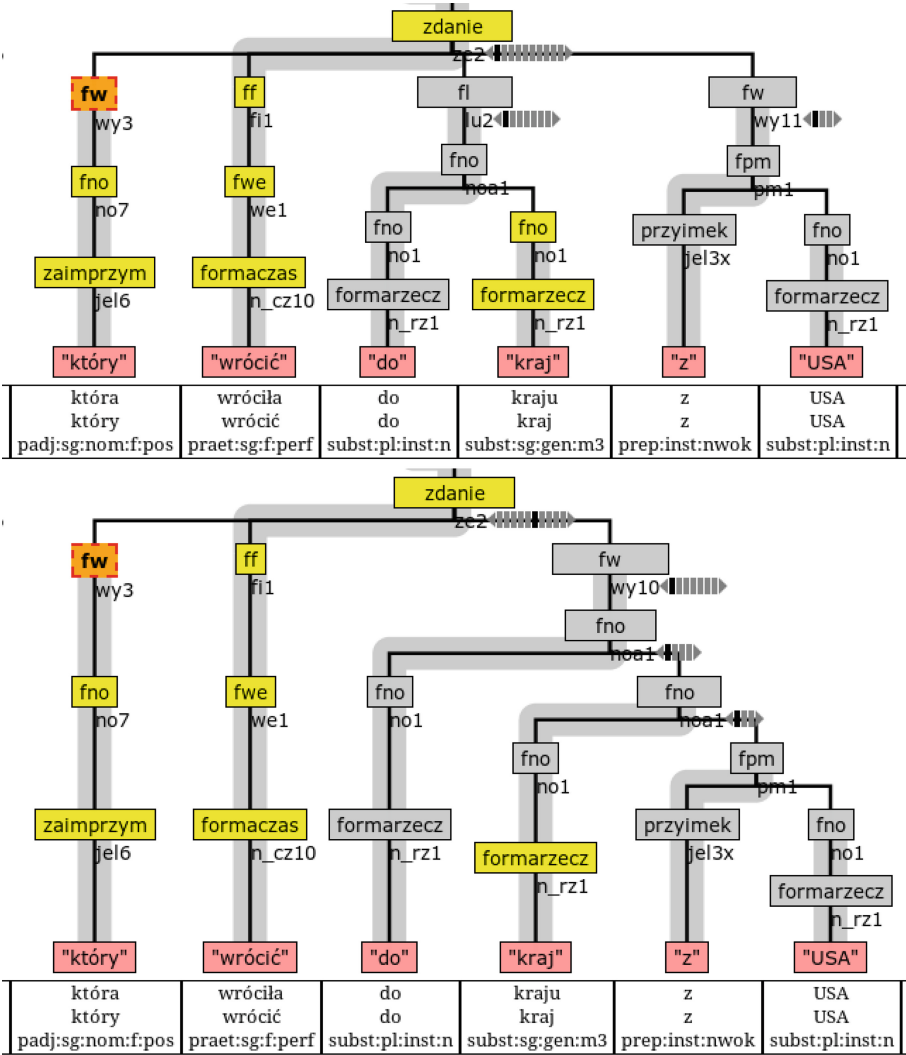 zdanie
ze2
fw ff fl fw
wy3 fi1 lu2 wy11
fno fpm
noa1 pm1
fno fwe
no7 we1
fno fno przyimek fno
no1 no1 jel3x no1
zaimprzym formaczas
jel6 n_cz10
formarzecz formarzecz formarzecz
n_rz1 n_rz1 n_rz1
"który" "wrócić" "do" "kraj" "z" "USA"
która wróciła do kraju z USA
który wrócić do kraj z USA
padj:sg:nom:f:pos praet:sg:f:perf subst:pl:inst:n subst:sg:gen:m3 prep:inst:nwok subst:pl:inst:n
zdanie
ze2
fw ff fw
wy3 fi1 wy10
fno
noa1
fno fwe fno fno
no7 we1 no1 noa1
fno fpm
no1 pm1
zaimprzym formaczas formarzecz przyimek fno
jel6 n_cz10 n_rz1 jel3x no1
formarzecz
n_rz1
formarzecz
n_rz1
"który" "wrócić" "do" "kraj" "z" "USA"
która wróciła do kraju z USA
który wrócić do kraj z USA
padj:sg:nom:f:pos praet:sg:f:perf subst:pl:inst:n subst:sg:gen:m3 prep:inst:nwok subst:pl:inst:n